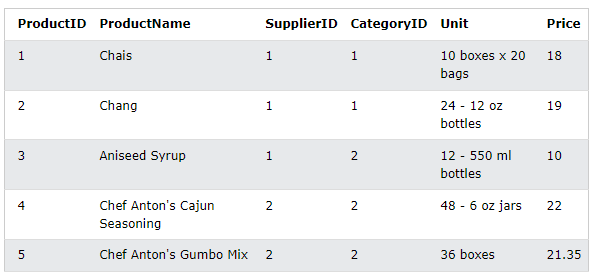 ProductID ProductName SupplierID CategoryID Unit Price
1 Chais 1 1 10 boxes x 20 bags 18
2 Chang 1 1 24 - 12 oz bottles 19
3 Aniseed Syrup 1 2 12 - 550 ml bottles 10
4 Chef Anton's Cajun Seasoning 2 2 48 - 6 oz jars 22
5 Chef Anton's Gumbo Mix 2 2 36 boxes 21.35